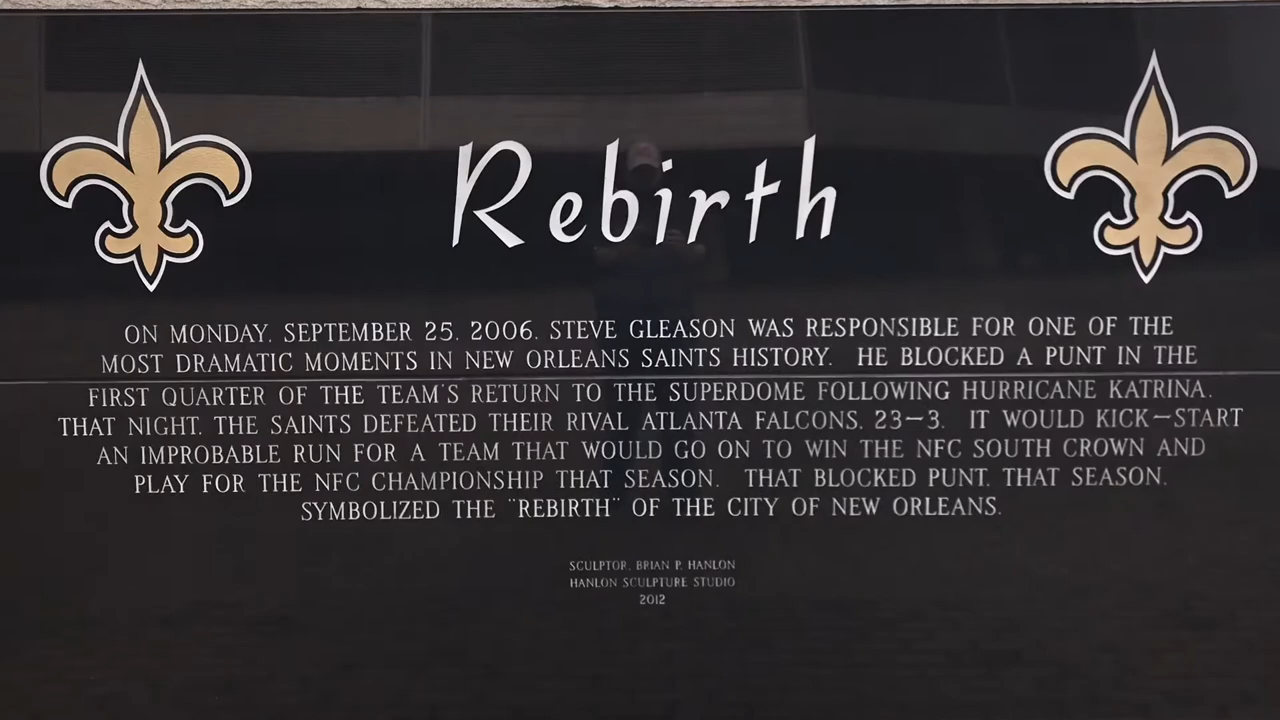 Rebirth
ON MONDAY, SEPTEMBER 25, 2006, STEVE GLEASON WAS RESPONSIBLE FOR ONE OF THE
MOST DRAMATIC MOMENTS IN NEW ORLEANS SAINTS HISTORY. HE BLOCKED A PUNT IN THE
FIRST QUARTER OF THE TEAM'S RETURN TO THE SUPERDOME FOLLOWING HURRICANE KATRINA.
THAT NIGHT, THE SAINTS DEFEATED THEIR RIVAL ATLANTA FALCONS, 23–3. IT WOULD KICK–START
AN IMPROBABLE RUN FOR A TEAM THAT WOULD GO ON TO WIN THE NFC SOUTH CROWN AND
PLAY FOR THE NFC CHAMPIONSHIP THAT SEASON. THAT BLOCKED PUNT, THAT SEASON,
SYMBOLIZED THE "REBIRTH" OF THE CITY OF NEW ORLEANS.
SCULPTOR, BRIAN P. HANLON
HANLON SCULPTURE STUDIO
2012